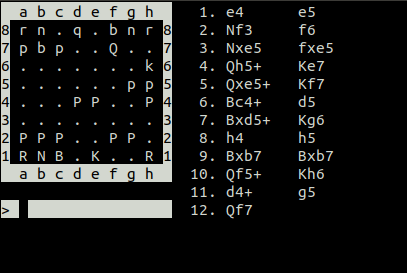 a b c d e f g h 1. e4 e5
8 r n . q . b n r 8 2. Nf3 f6
7 p b p . . Q . . 7 3. Nxe5 fxe5
6 . . . . . . . k 6 4. Qh5+ Ke7
5 . . . . . . p p 5 5. Qxe5+ Kf7
4 . . . P P . . P 4 6. Bc4+ d5
3 . . . . . . . . 3 7. Bxd5+ Kg6
2 P P P . . P P . 2 8. h4 h5
1 R N B . K . . R 1 9. Bxb7 Bxb7
a b c d e f g h 10. Qf5+ Kh6
11. d4+ g5
> 12. Qf7